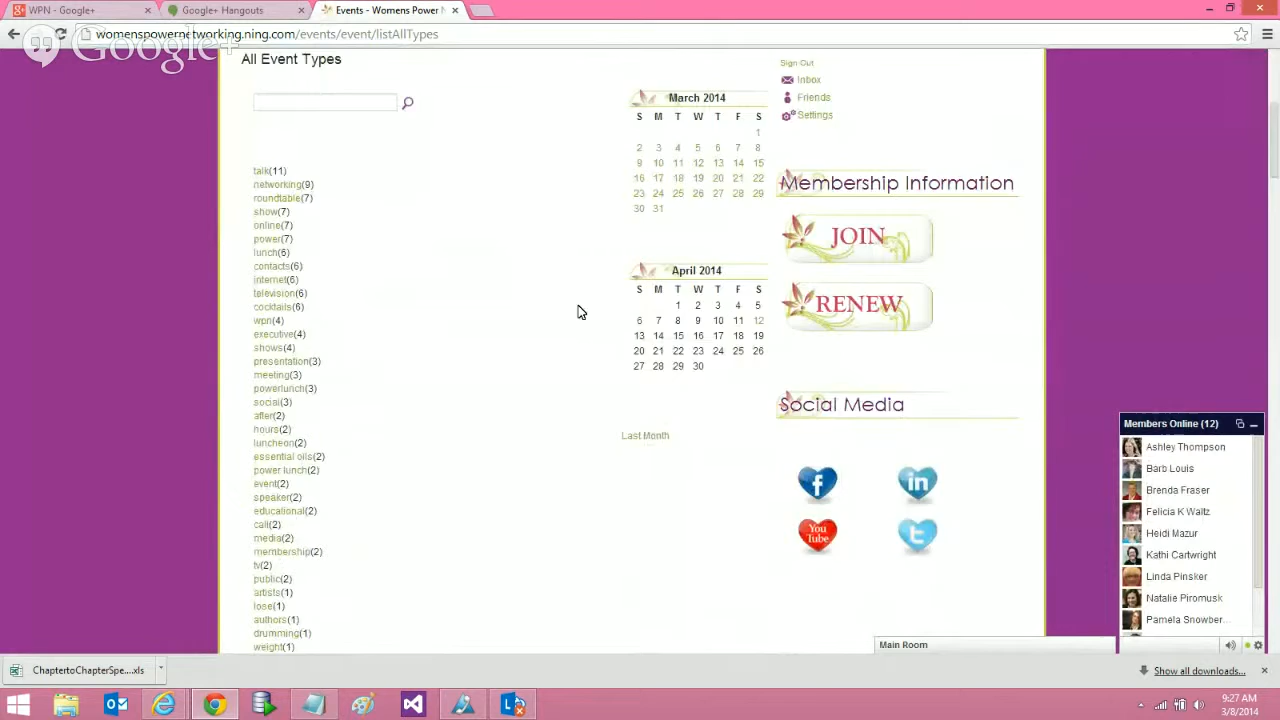 WPN - Google+
Google+ Hangouts
Events - Womens Power N
womenspowernetworking.ning.com/events/event/listAllTypes
Google+
All Event Types
talk(11)
networking(9)
roundtable(7)
show(7)
online(7)
power(7)
lunch(6)
contacts(6)
internet(6)
television(6)
cocktails(6)
wpn(4)
executive(4)
shows(4)
presentation(3)
meeting(3)
powerlunch(3)
social(3)
after(2)
hours(2)
luncheon(2)
essential oils(2)
power lunch(2)
event(2)
speaker(2)
educational(2)
call(2)
media(2)
membership(2)
tv(2)
public(2)
artists(1)
lose(1)
authors(1)
drumming(1)
weight(1)
March 2014
S M T W T F S
1
2 3 4 5 6 7 8
9 10 11 12 13 14 15
16 17 18 19 20 21 22
23 24 25 26 27 28 29
30 31
April 2014
S M T W T F S
1 2 3 4 5
6 7 8 9 10 11 12
13 14 15 16 17 18 19
20 21 22 23 24 25 26
27 28 29 30
Last Month
Sign Out
Inbox
Friends
Settings
Membership Information
JOIN
RENEW
Social Media
f
in
You
Tube
t
Members Online (12)
Ashley Thompson
Barb Louis
Brenda Fraser
Felicia K Waltz
Heidi Mazur
Kathi Cartwright
Linda Pinsker
Natalie Piromusk
Pamela Snowber...
Main Room
ChaptertoChapterSpe....xls
Show all downloads...
9:27 AM
3/8/2014